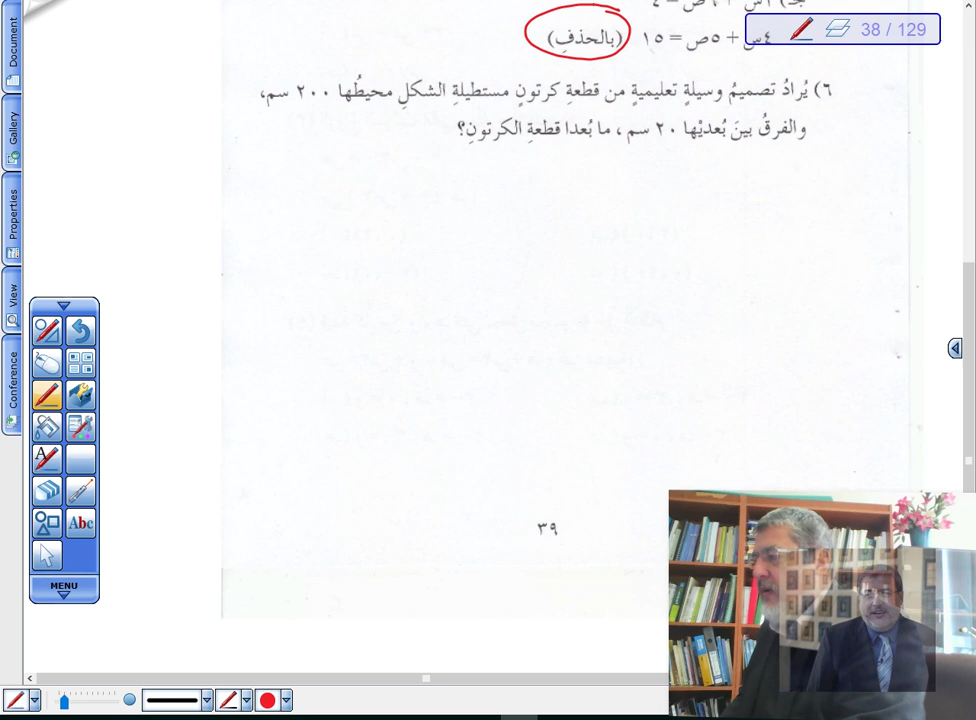 ٤س + ٥ص = ١٥ (بالحذفِ)
٦) يُرادُ تصميمُ وسيلةٍ تعليميةٍ من قطعةِ كرتونٍ مستطيلةِ الشكلِ محيطُها ٢٠٠ سم،
والفرقُ بينَ بُعديْها ٢٠ سم، ما بُعدا قطعةِ الكرتونِ؟
٣٩
38 / 129
Document
Gallery
Properties
View
Conference
Abc
MENU